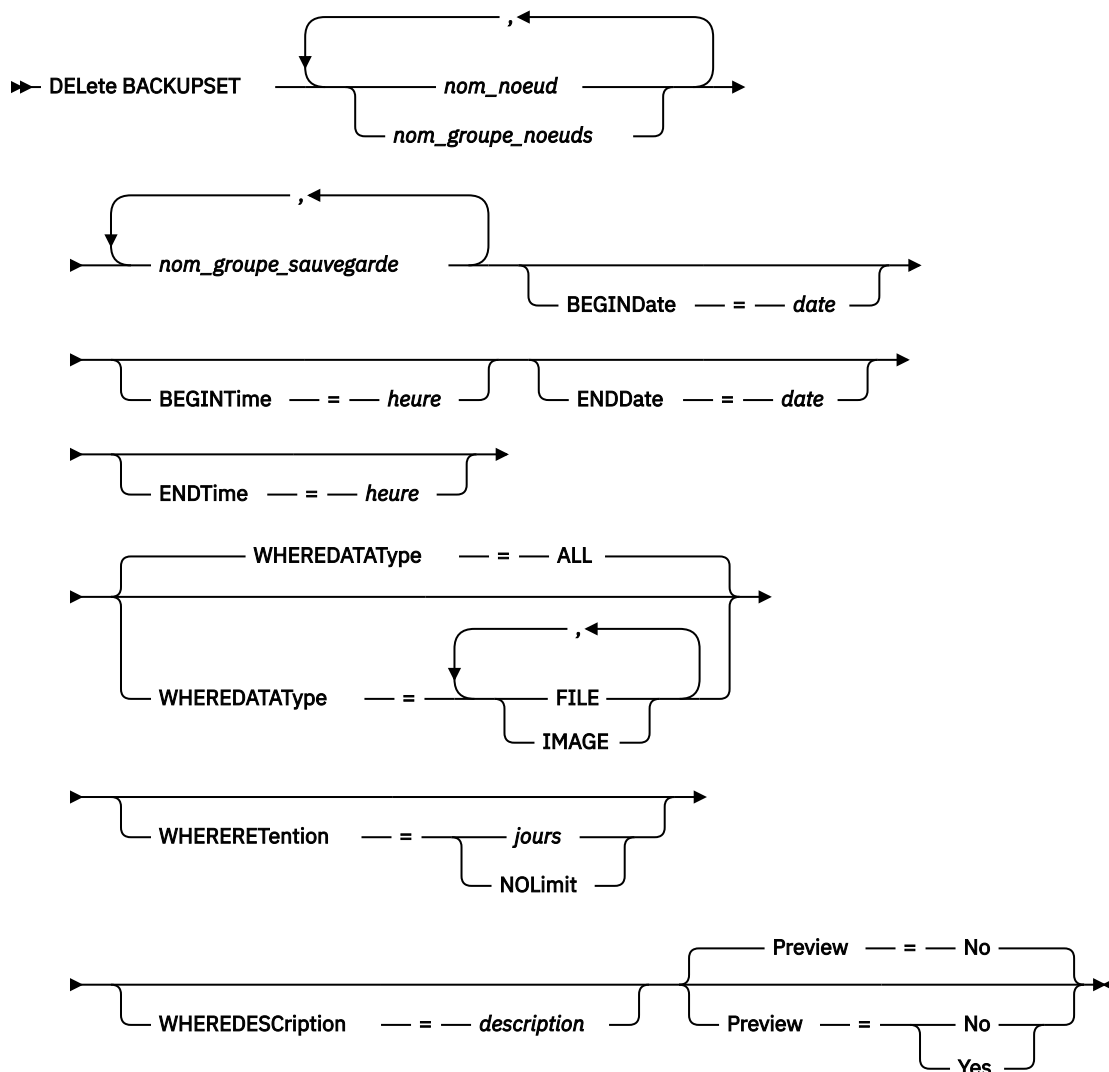 ,
DELete BACKUPSET nom_noeud
nom_groupe_noeuds
,
nom_groupe_sauvegarde
BEGINDate = date
BEGINTime = heure ENDDate = date
ENDTime = heure
WHEREDATAType = ALL
,
WHEREDATAType = FILE
IMAGE
WHERERETention = jours
NOLimit
Preview = No
WHEREDESCription = description Preview = No
Yes